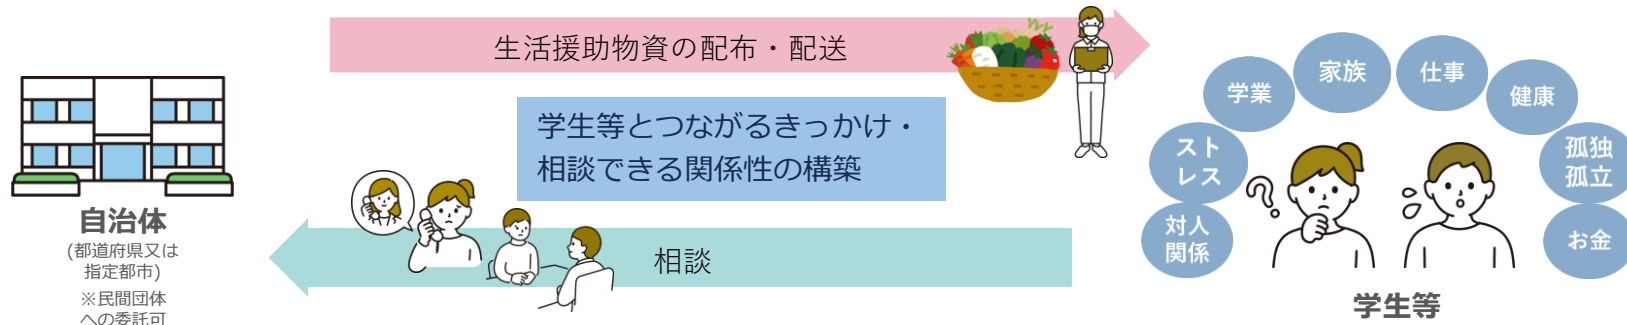 生活援助物資の配布・配送
学生等とつながるきっかけ・
相談できる関係性の構築
相談
自治体
(都道府県又は
指定都市)
※民間団体
への委託可
学業
家族
仕事
健康
スト
レス
孤独
孤立
対人
関係
お金
学生等